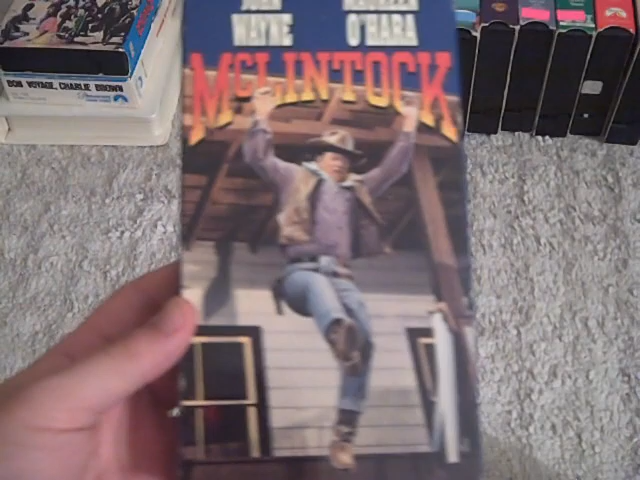 JOHN MAUREEN
WAYNE O'HARA
McLINTOCK
BON VOYAGE, CHARLIE BROWN